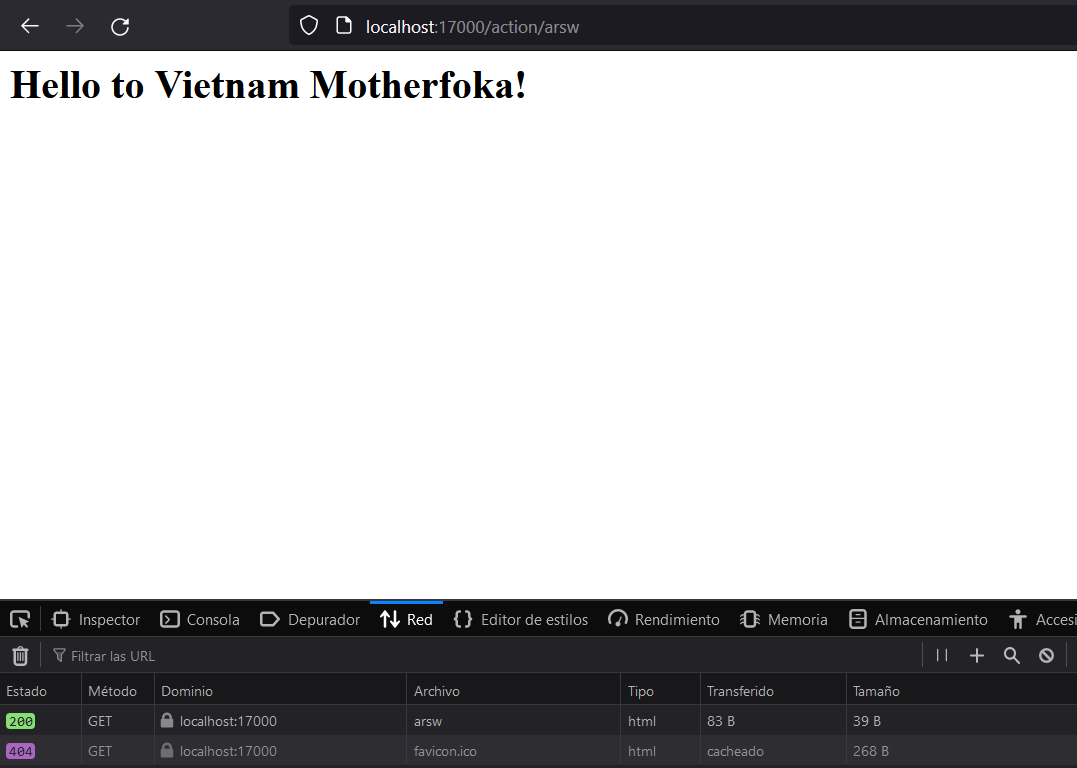 localhost:17000/action/arsw
Hello to Vietnam Motherfoka!
Inspector Consola Depurador Red Editor de estilos Rendimiento Memoria Almacenamiento Accesi
Filtrar las URL
Estado Método Dominio Archivo Tipo Transferido Tamaño
200 GET localhost:17000 arsw html 83 B 39 B
404 GET localhost:17000 favicon.ico html cacheado 268 B